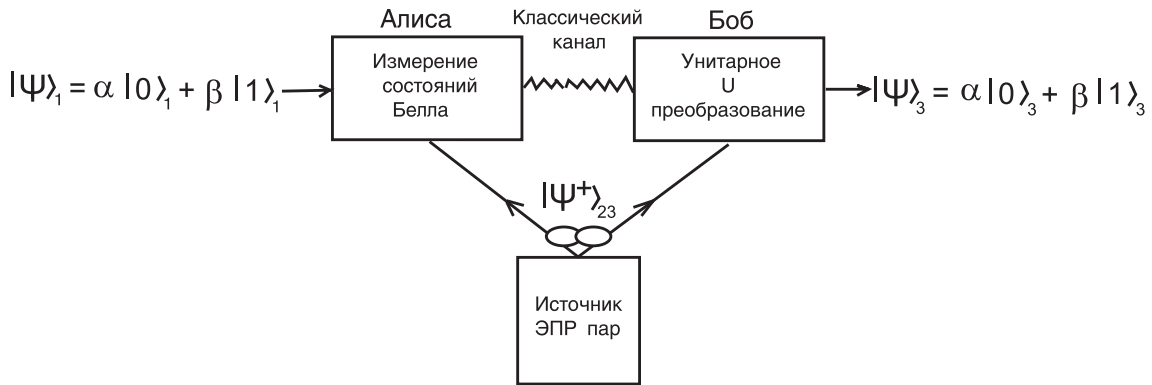 Алиса
Классический
канал
Боб
|Ψ⟩₁ = α |0⟩₁ + β |1⟩₁
Измерение
состояний
Белла
Унитарное
U
преобразование
|Ψ⟩₃ = α|0⟩₃ + β |1⟩₃
|Ψ⁺⟩₂₃
Источник
ЭПР пар